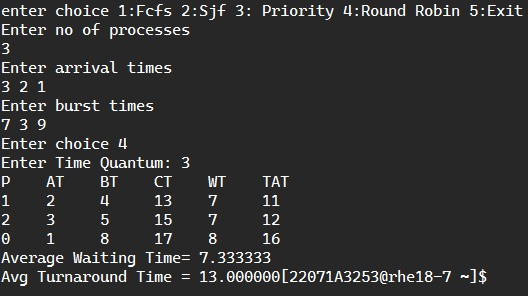 enter choice 1:Fcfs 2:Sjf 3: Priority 4:Round Robin 5:Exit
Enter no of processes
3
Enter arrival times
3 2 1
Enter burst times
7 3 9
Enter choice 4
Enter Time Quantum: 3
P AT BT CT WT TAT
1 2 4 13 7 11
2 3 5 15 7 12
0 1 8 17 8 16
Average Waiting Time= 7.333333
Avg Turnaround Time = 13.000000[22071A3253@rhe18-7 ~]$